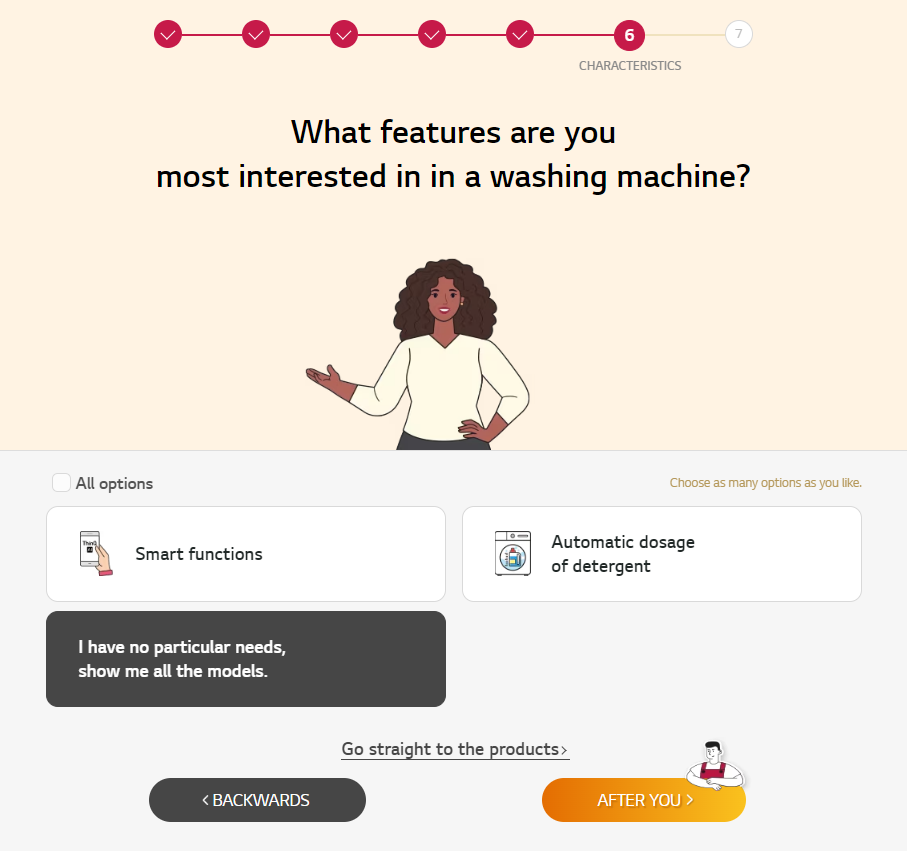 6
7
CHARACTERISTICS
What features are you
most interested in in a washing machine?
All options
Choose as many options as you like.
ThinQ
Smart functions
Automatic dosage
of detergent
I have no particular needs,
show me all the models.
Go straight to the products›
‹ BACKWARDS
AFTER YOU ›